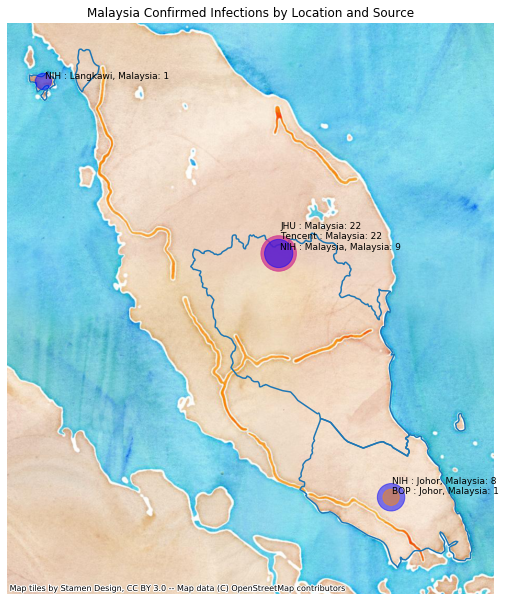 Malaysia Confirmed Infections by Location and Source
NIH : Langkawi, Malaysia: 1
JHU : Malaysia: 22
Tencent : Malaysia: 22
NIH : Malaysia, Malaysia: 9
NIH : Johor, Malaysia: 8
BOP : Johor, Malaysia: 1
Map tiles by Stamen Design, CC BY 3.0 -- Map data (C) OpenStreetMap contributors